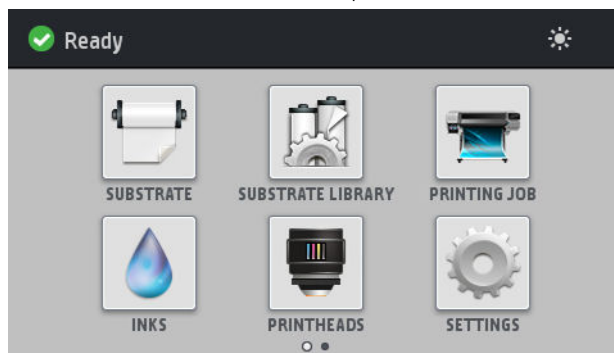 Ready
SUBSTRATE
SUBSTRATE LIBRARY
PRINTING JOB
INKS
PRINTHEADS
SETTINGS